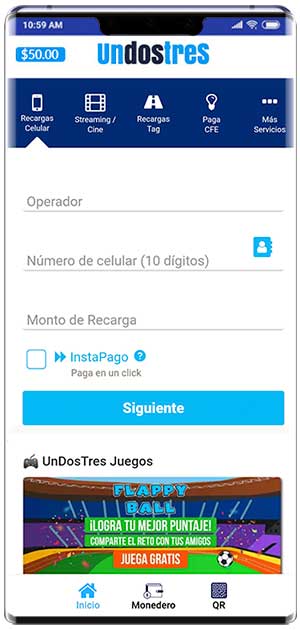 10:59 AM
$50.00
UnDosTres
Recargas
Celular
Streaming /
Cine
Recargas
Tag
Paga
CFE
Más
Servicios
Operador
Número de celular (10 dígitos)
Monto de Recarga
InstaPago ?
Paga en un click
Siguiente
UnDosTres Juegos
FLAPPY
BALL
¡LOGRA TU MEJOR PUNTAJE!
COMPARTE EL RETO CON TUS AMIGOS
JUEGA GRATIS
Inicio
Monedero
QR